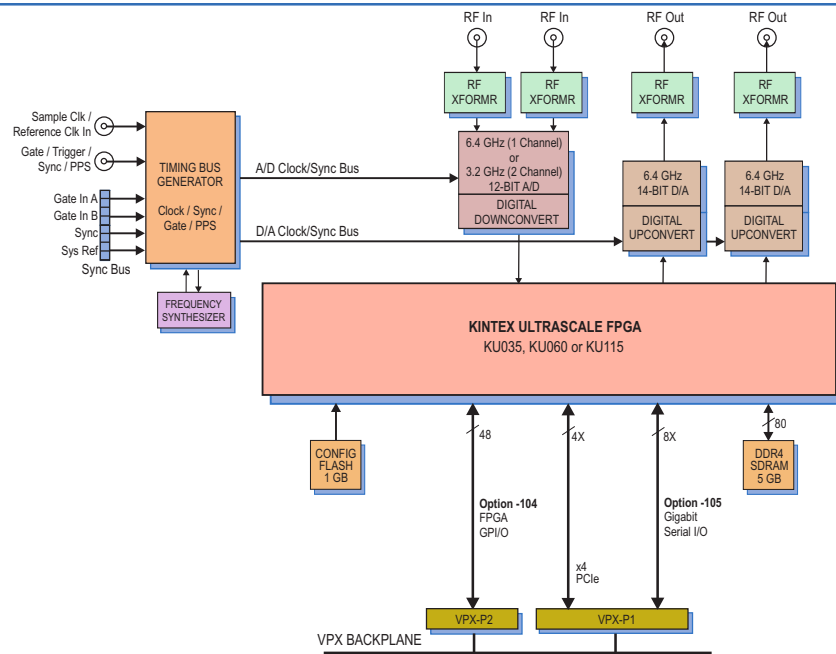 RF In
RF In
RF Out
RF Out
RF
XFORMR
RF
XFORMR
RF
XFORMR
RF
XFORMR
Sample Clk /
Reference Clk In
Gate / Trigger /
Sync / PPS
Gate In A
Gate In B
Sync
Sys Ref
Sync Bus
TIMING BUS
GENERATOR
Clock / Sync /
Gate / PPS
A/D Clock/Sync Bus
D/A Clock/Sync Bus
6.4 GHz (1 Channel)
or
3.2 GHz (2 Channel)
12-BIT A/D
DIGITAL
DOWNCONVERT
6.4 GHz
14-BIT D/A
DIGITAL
UPCONVERT
6.4 GHz
14-BIT D/A
DIGITAL
UPCONVERT
FREQUENCY
SYNTHESIZER
KINTEX ULTRASCALE FPGA
KU035, KU060 or KU115
48
4X
8X
80
CONFIG
FLASH
1 GB
DDR4
SDRAM
5 GB
Option -104
FPGA
GPI/O
Option -105
Gigabit
Serial I/O
x4
PCIe
VPX-P2
VPX-P1
VPX BACKPLANE